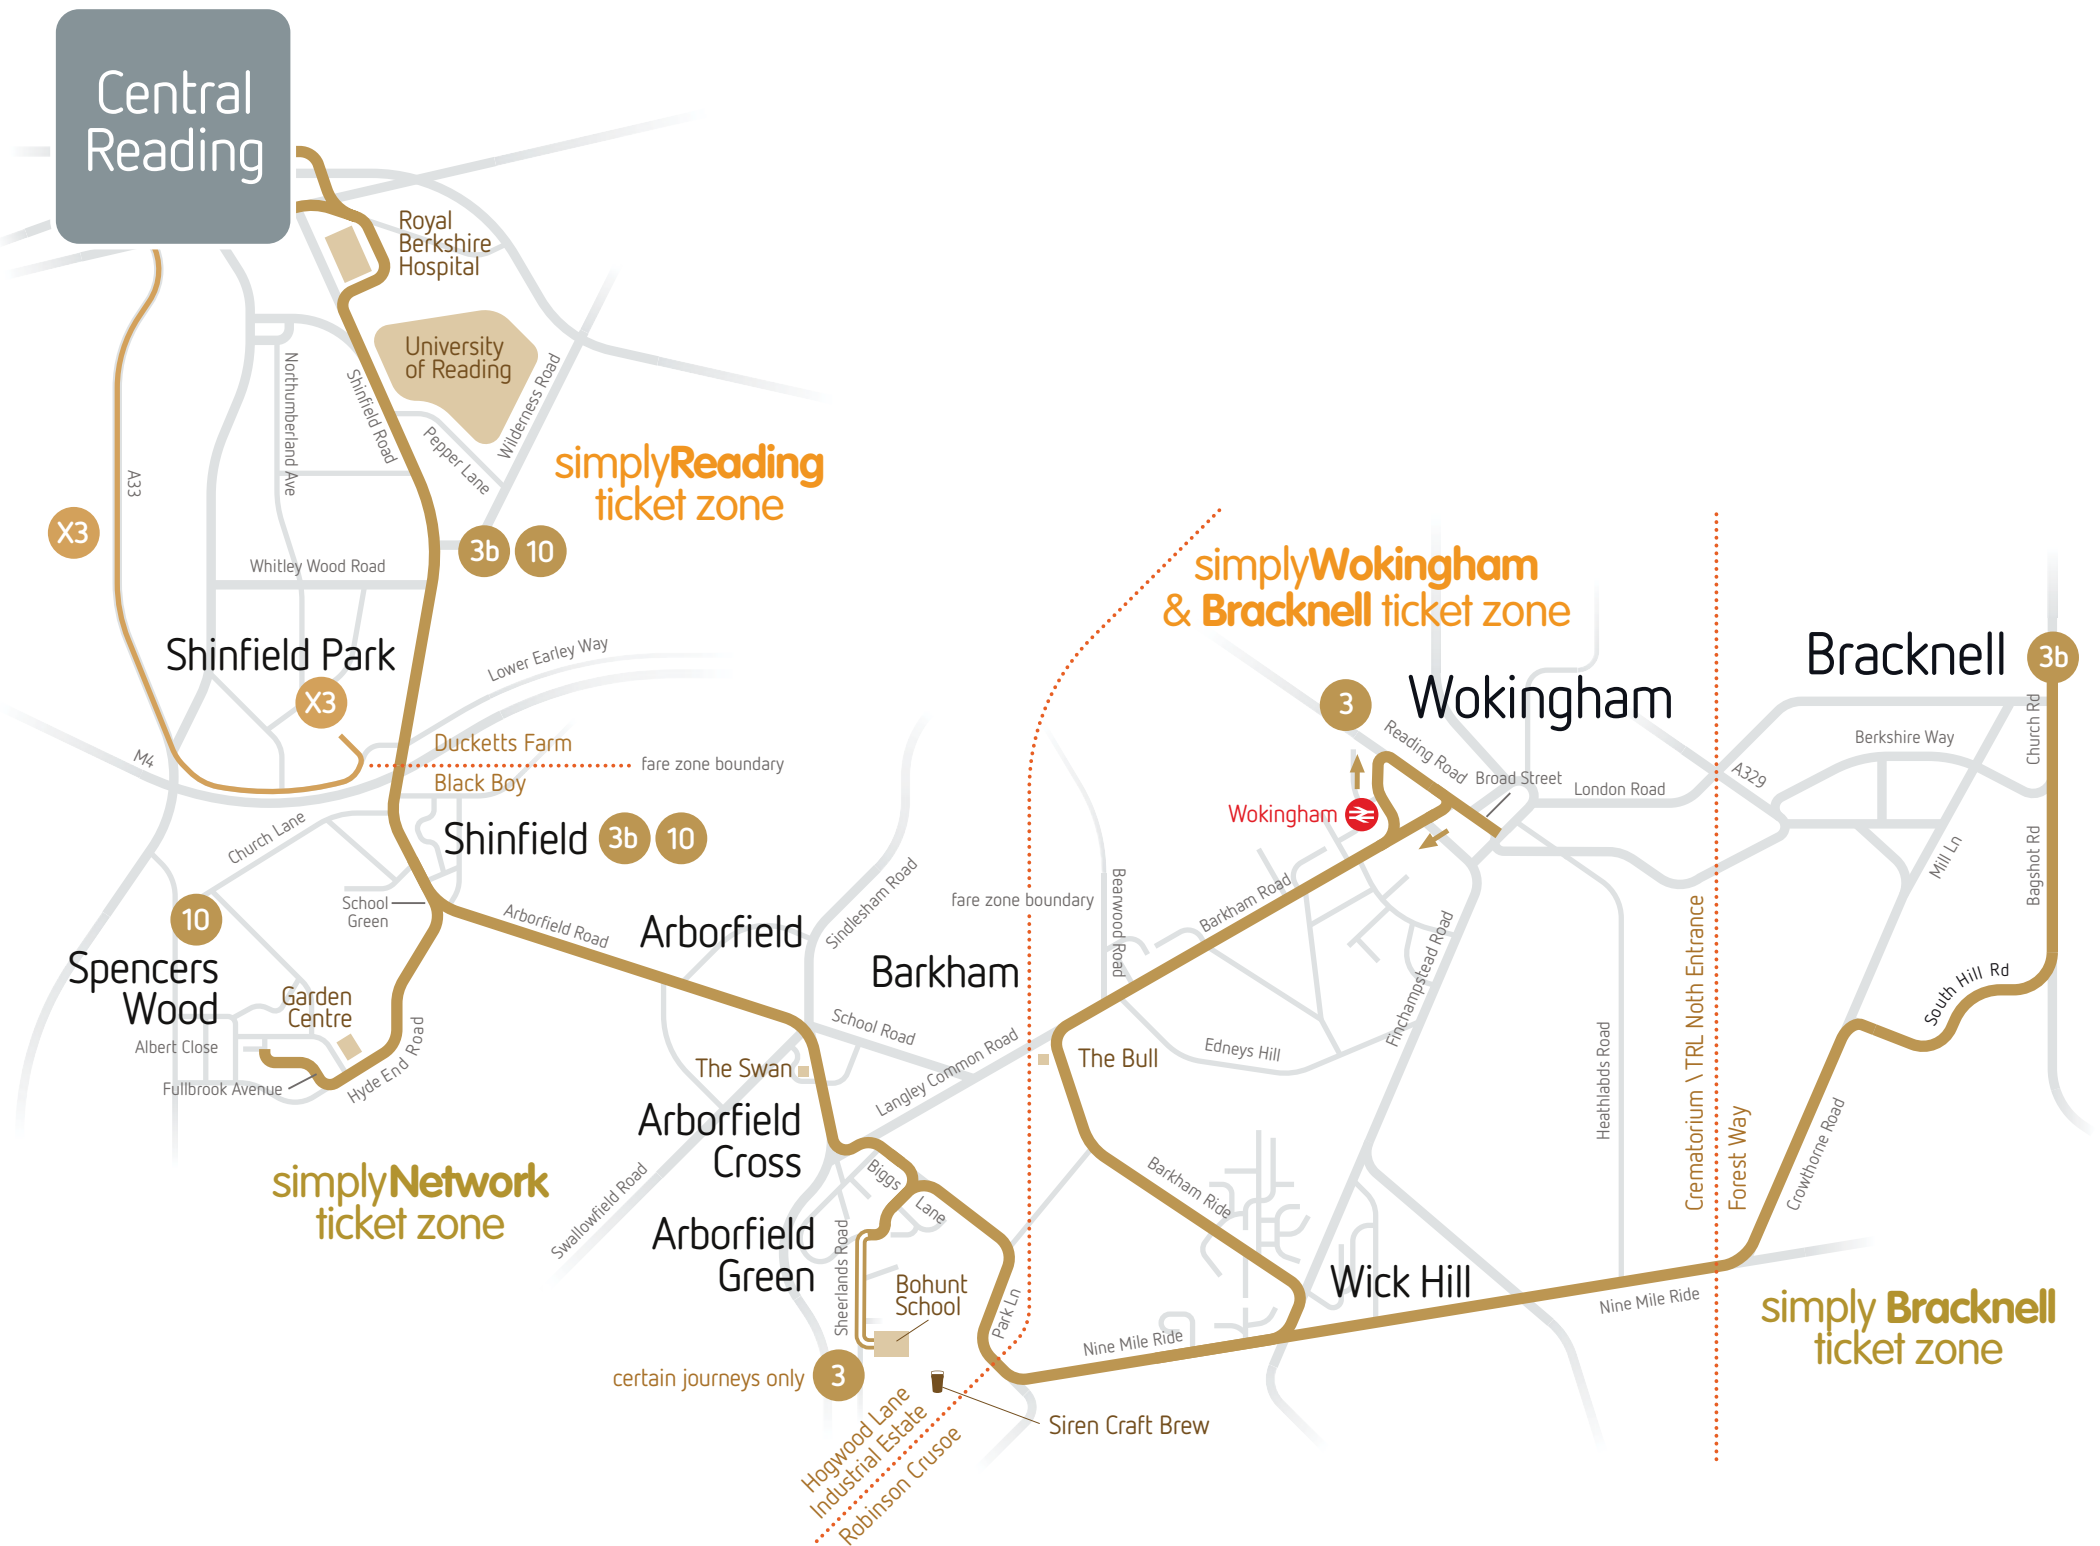 Central
Reading
Royal
Berkshire
Hospital
University
of Reading
Northumberland Ave
Shinfield Road
Pepper Lane
Wilderness Road
A33
simplyReading
ticket zone
X3
3b
10
Whitley Wood Road
Shinfield Park
X3
Lower Earley Way
M4
Ducketts Farm
fare zone boundary
Black Boy
Church Lane
Shinfield
3b
10
School
Green
10
Spencers
Wood
Garden
Centre
Albert Close
Fullbrook Avenue
Hyde End Road
simplyNetwork
ticket zone
Arborfield Road
Arborfield
Sindlesham Road
Barkham
School Road
The Swan
Langley Common Road
Arborfield
Cross
Swallowfield Road
Biggs
Lane
Arborfield
Green
Sheerlands Road
Bohunt
School
Park Ln
certain journeys only
3
Hogwood Lane
Industrial Estate
Robinson Crusoe
Siren Craft Brew
simplyWokingham
& Bracknell ticket zone
3
Wokingham
Reading Road
Broad Street
Wokingham
London Road
A329
fare zone boundary
Bearwood Road
Barkham Road
Finchampstead Road
The Bull
Edneys Hill
Barkham Ride
Wick Hill
Nine Mile Ride
Nine Mile Ride
Heathlabds Road
Crematorium \ TRL Noth Entrance
Forest Way
Bracknell
3b
Berkshire Way
Church Rd
Mill Ln
Bagshot Rd
South Hill Rd
Crowthorne Road
simply Bracknell
ticket zone